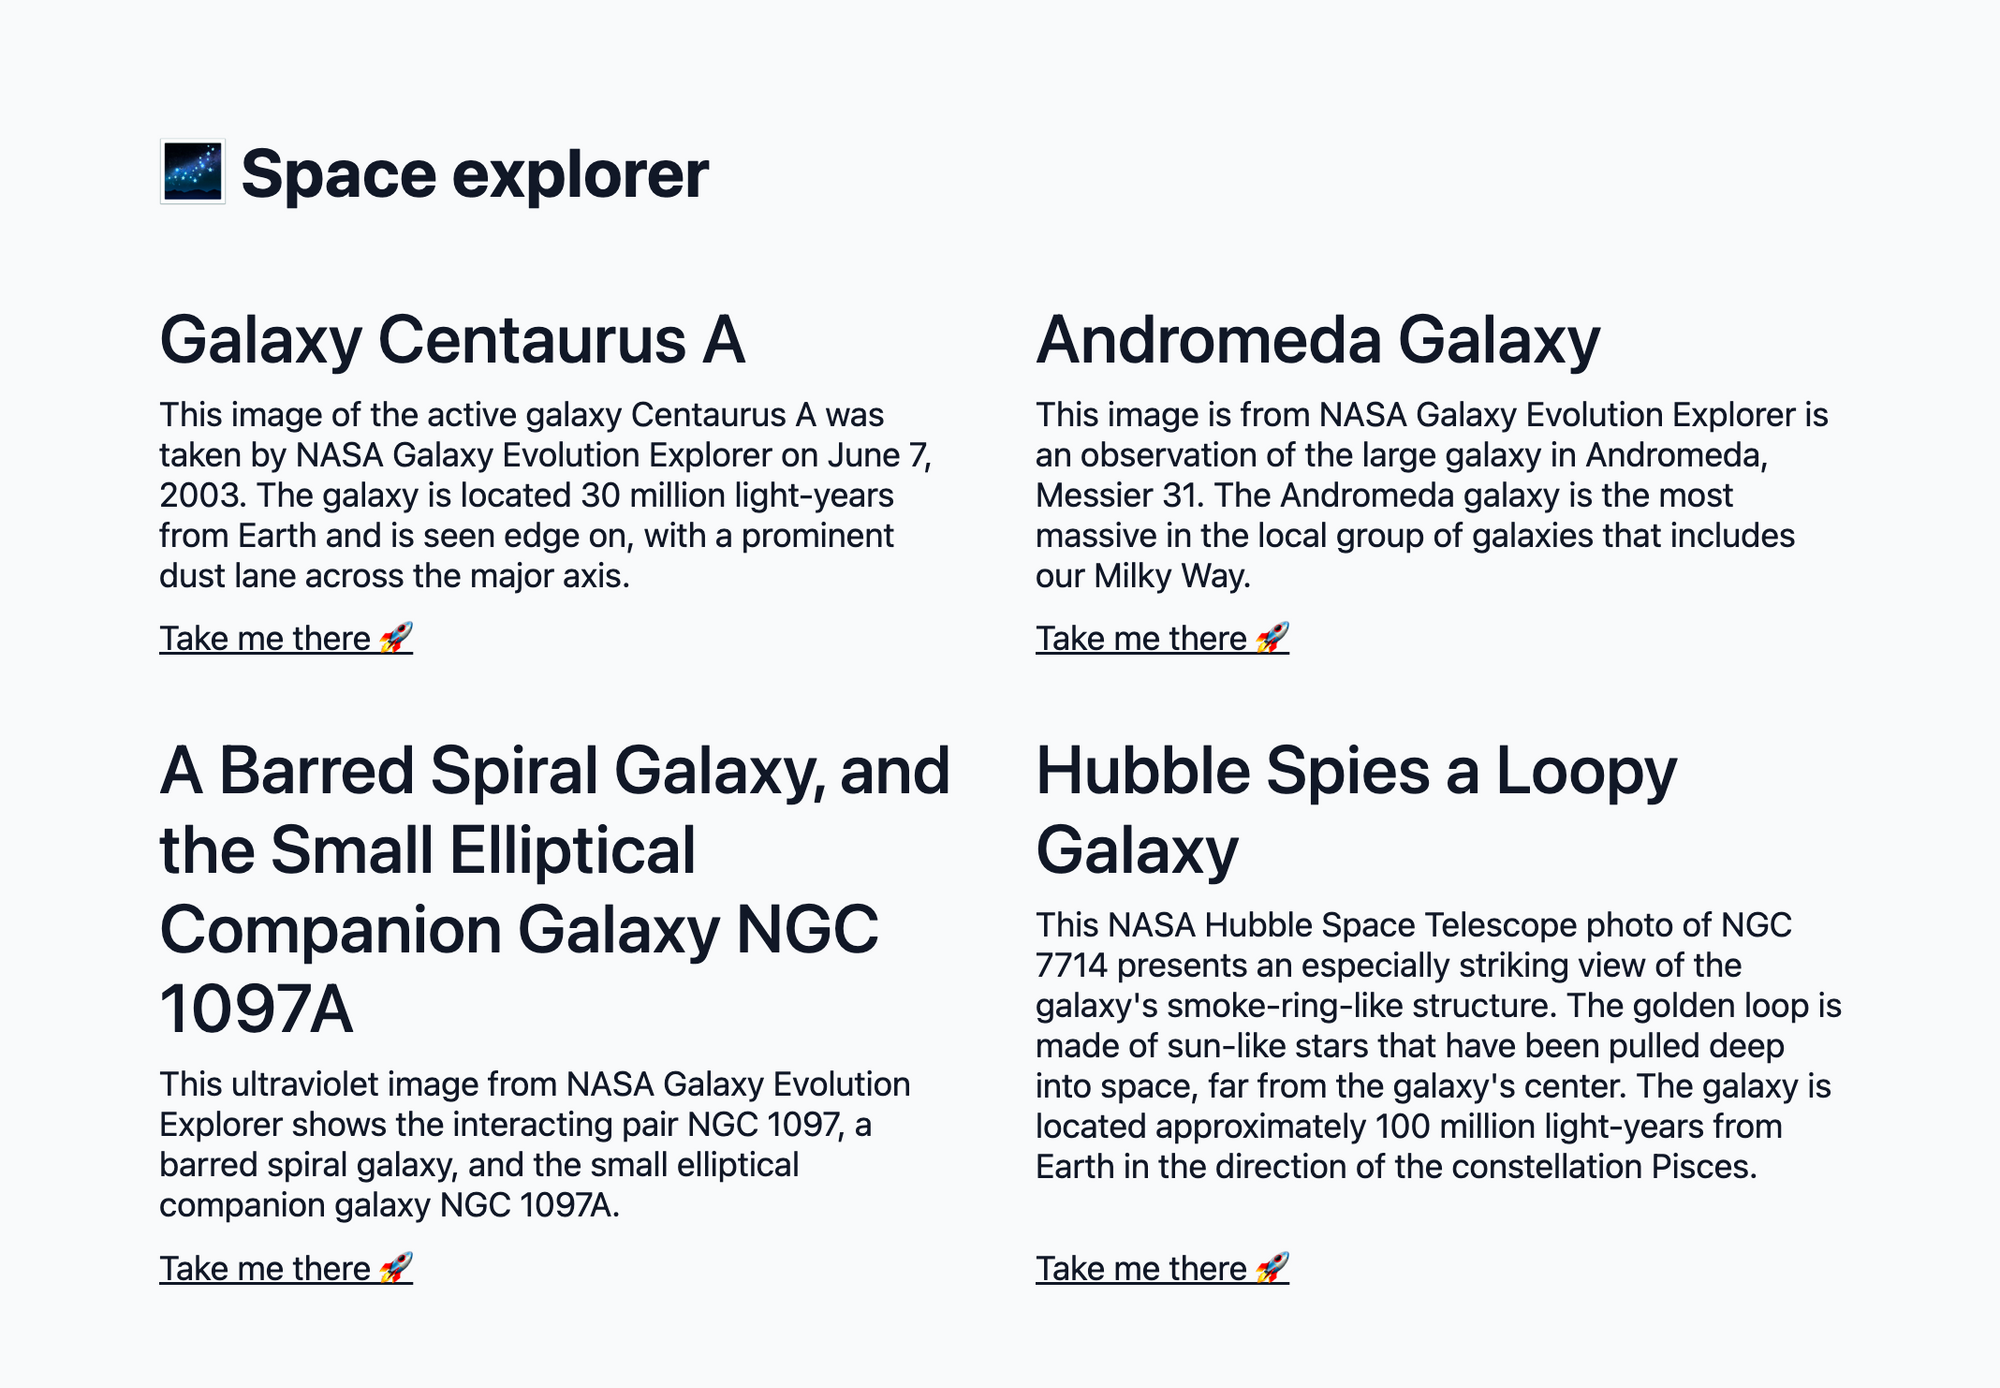 🌌 Space explorer
Galaxy Centaurus A
This image of the active galaxy Centaurus A was
taken by NASA Galaxy Evolution Explorer on June 7,
2003. The galaxy is located 30 million light-years
from Earth and is seen edge on, with a prominent
dust lane across the major axis.
Take me there 🚀
Andromeda Galaxy
This image is from NASA Galaxy Evolution Explorer is
an observation of the large galaxy in Andromeda,
Messier 31. The Andromeda galaxy is the most
massive in the local group of galaxies that includes
our Milky Way.
Take me there 🚀
A Barred Spiral Galaxy, and
the Small Elliptical
Companion Galaxy NGC
1097A
This ultraviolet image from NASA Galaxy Evolution
Explorer shows the interacting pair NGC 1097, a
barred spiral galaxy, and the small elliptical
companion galaxy NGC 1097A.
Take me there 🚀
Hubble Spies a Loopy
Galaxy
This NASA Hubble Space Telescope photo of NGC
7714 presents an especially striking view of the
galaxy's smoke-ring-like structure. The golden loop is
made of sun-like stars that have been pulled deep
into space, far from the galaxy's center. The galaxy is
located approximately 100 million light-years from
Earth in the direction of the constellation Pisces.
Take me there 🚀